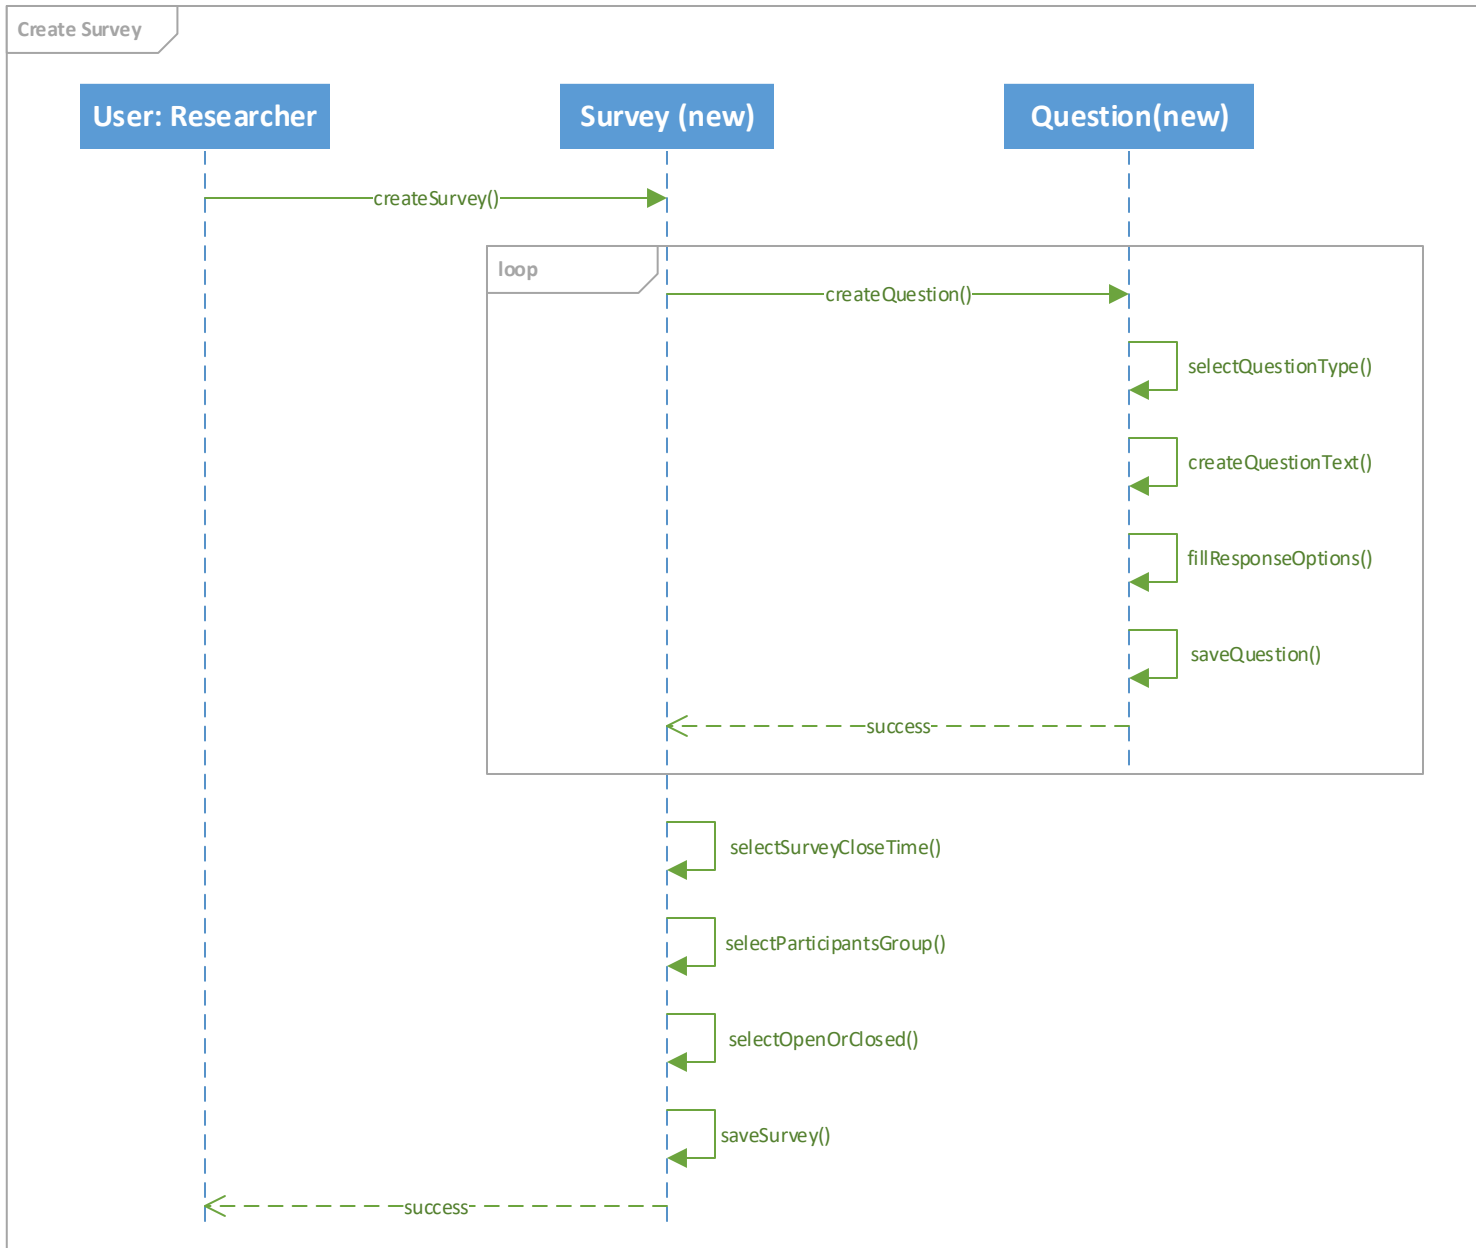 Create Survey
User: Researcher
Survey (new)
Question(new)
createSurvey()
loop
createQuestion()
selectQuestionType()
createQuestionText()
fillResponseOptions()
saveQuestion()
success
selectSurveyCloseTime()
selectParticipantsGroup()
selectOpenOrClosed()
saveSurvey()
success